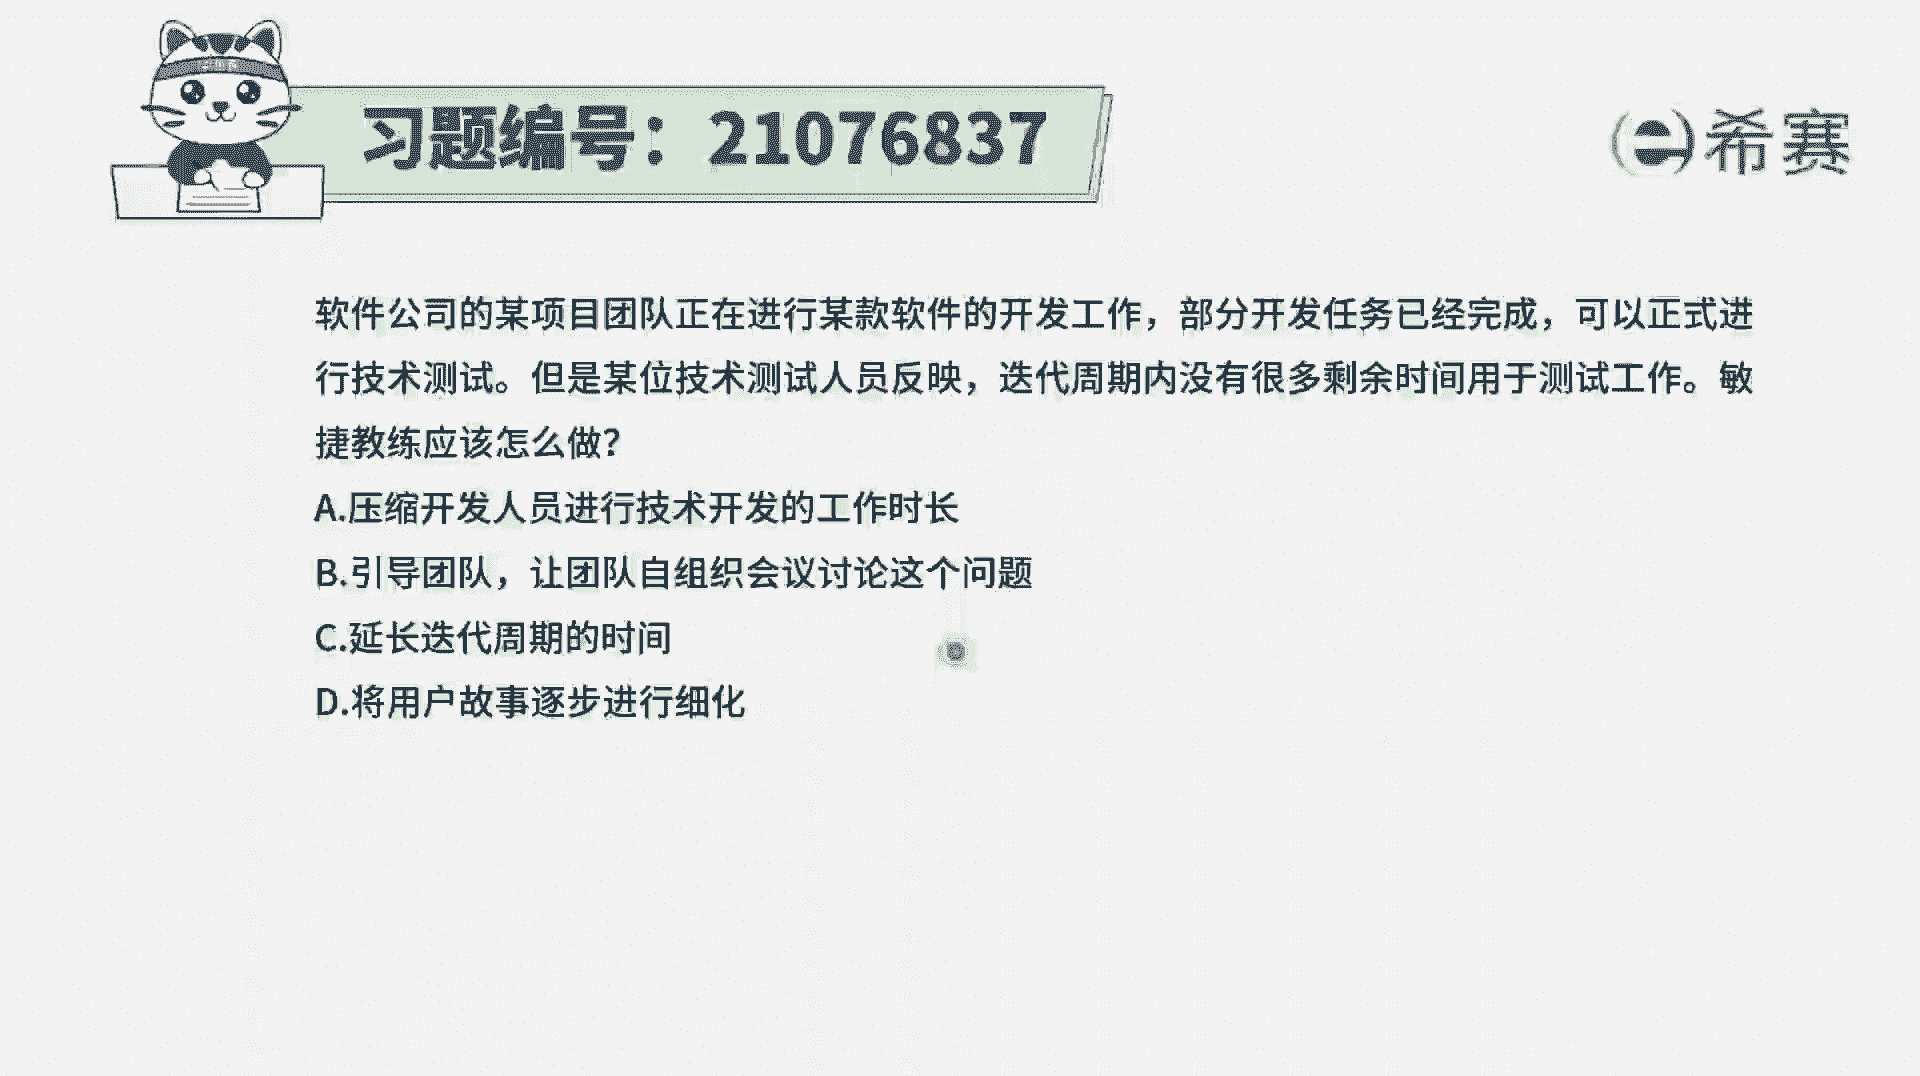 习题编号：21076837
希赛
软件公司的某项目团队正在进行某款软件的开发工作，部分开发任务已经完成，可以正式进
行技术测试。但是某位技术测试人员反映，迭代周期内没有很多剩余时间用于测试工作。敏
捷教练应该怎么做？
A.压缩开发人员进行技术开发的工作时长
B.引导团队，让团队自组织会议讨论这个问题
C.延长迭代周期的时间
D.将用户故事逐步进行细化